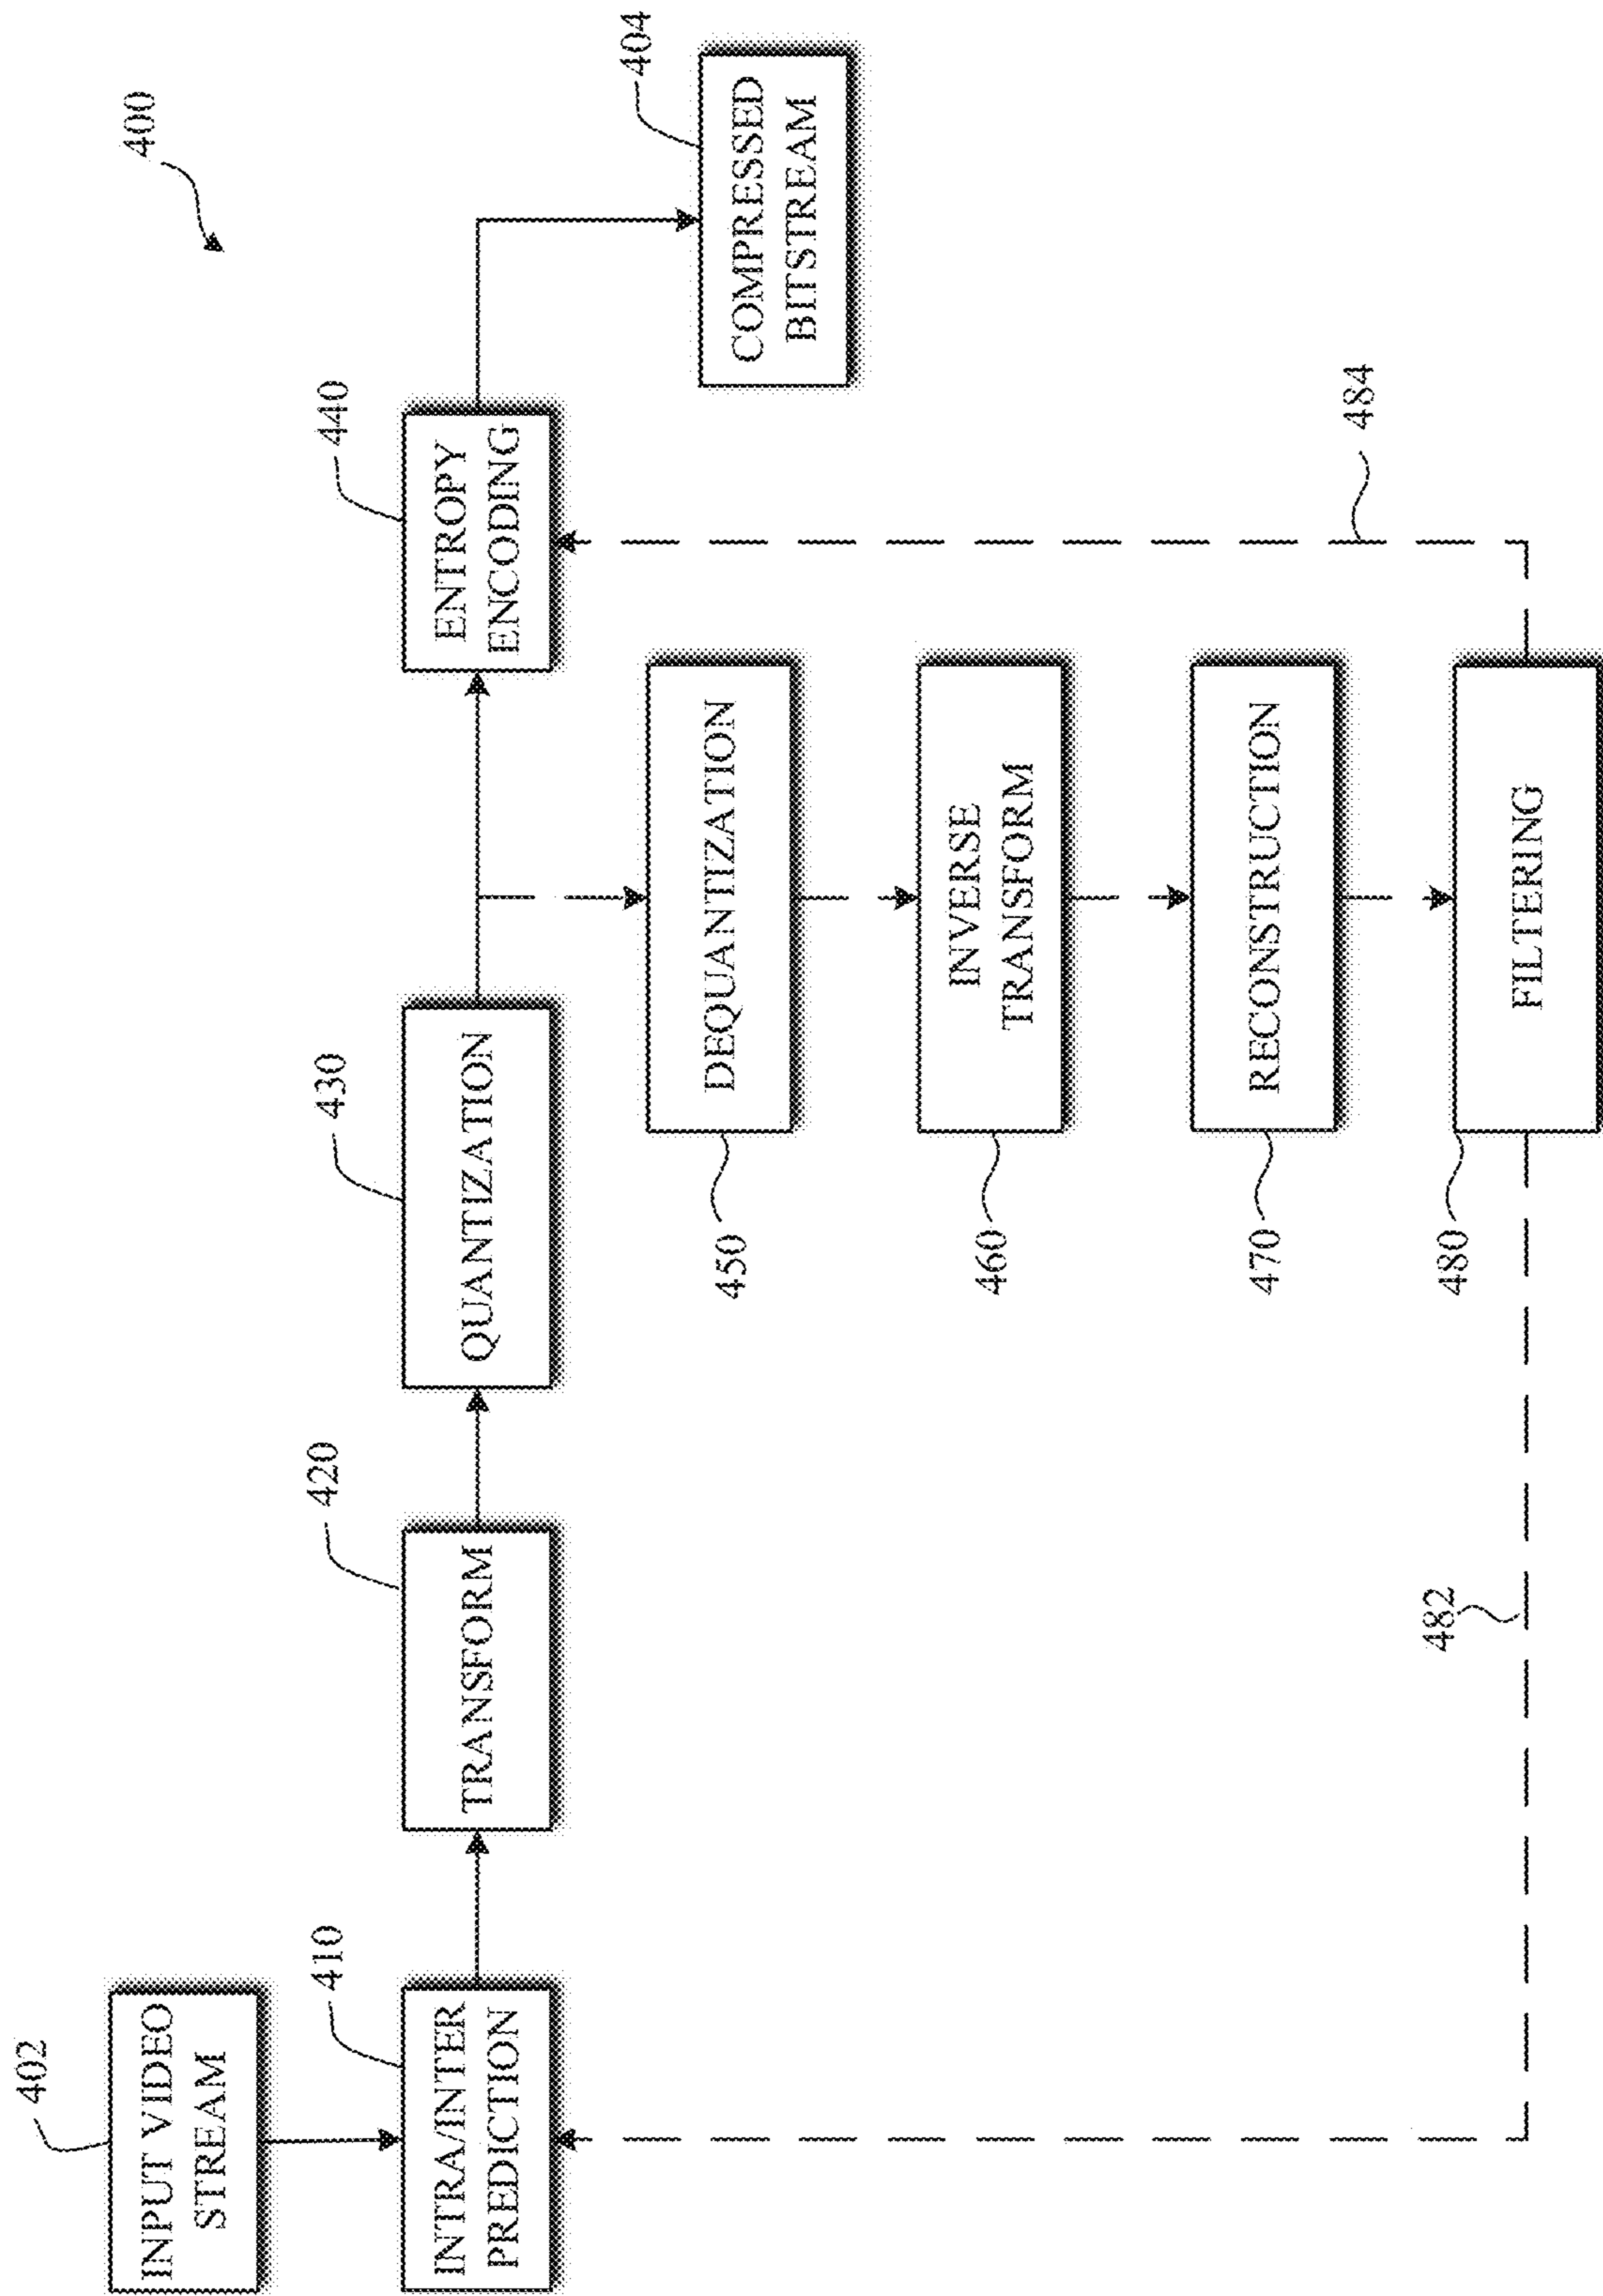 400
402
INPUT VIDEO
STREAM
410
INTRA/INTER
PREDICTION
420
TRANSFORM
430
QUANTIZATION
440
ENTROPY
ENCODING
404
COMPRESSED
BITSTREAM
450
DEQUANTIZATION
460
INVERSE
TRANSFORM
470
RECONSTRUCTION
480
FILTERING
482
484